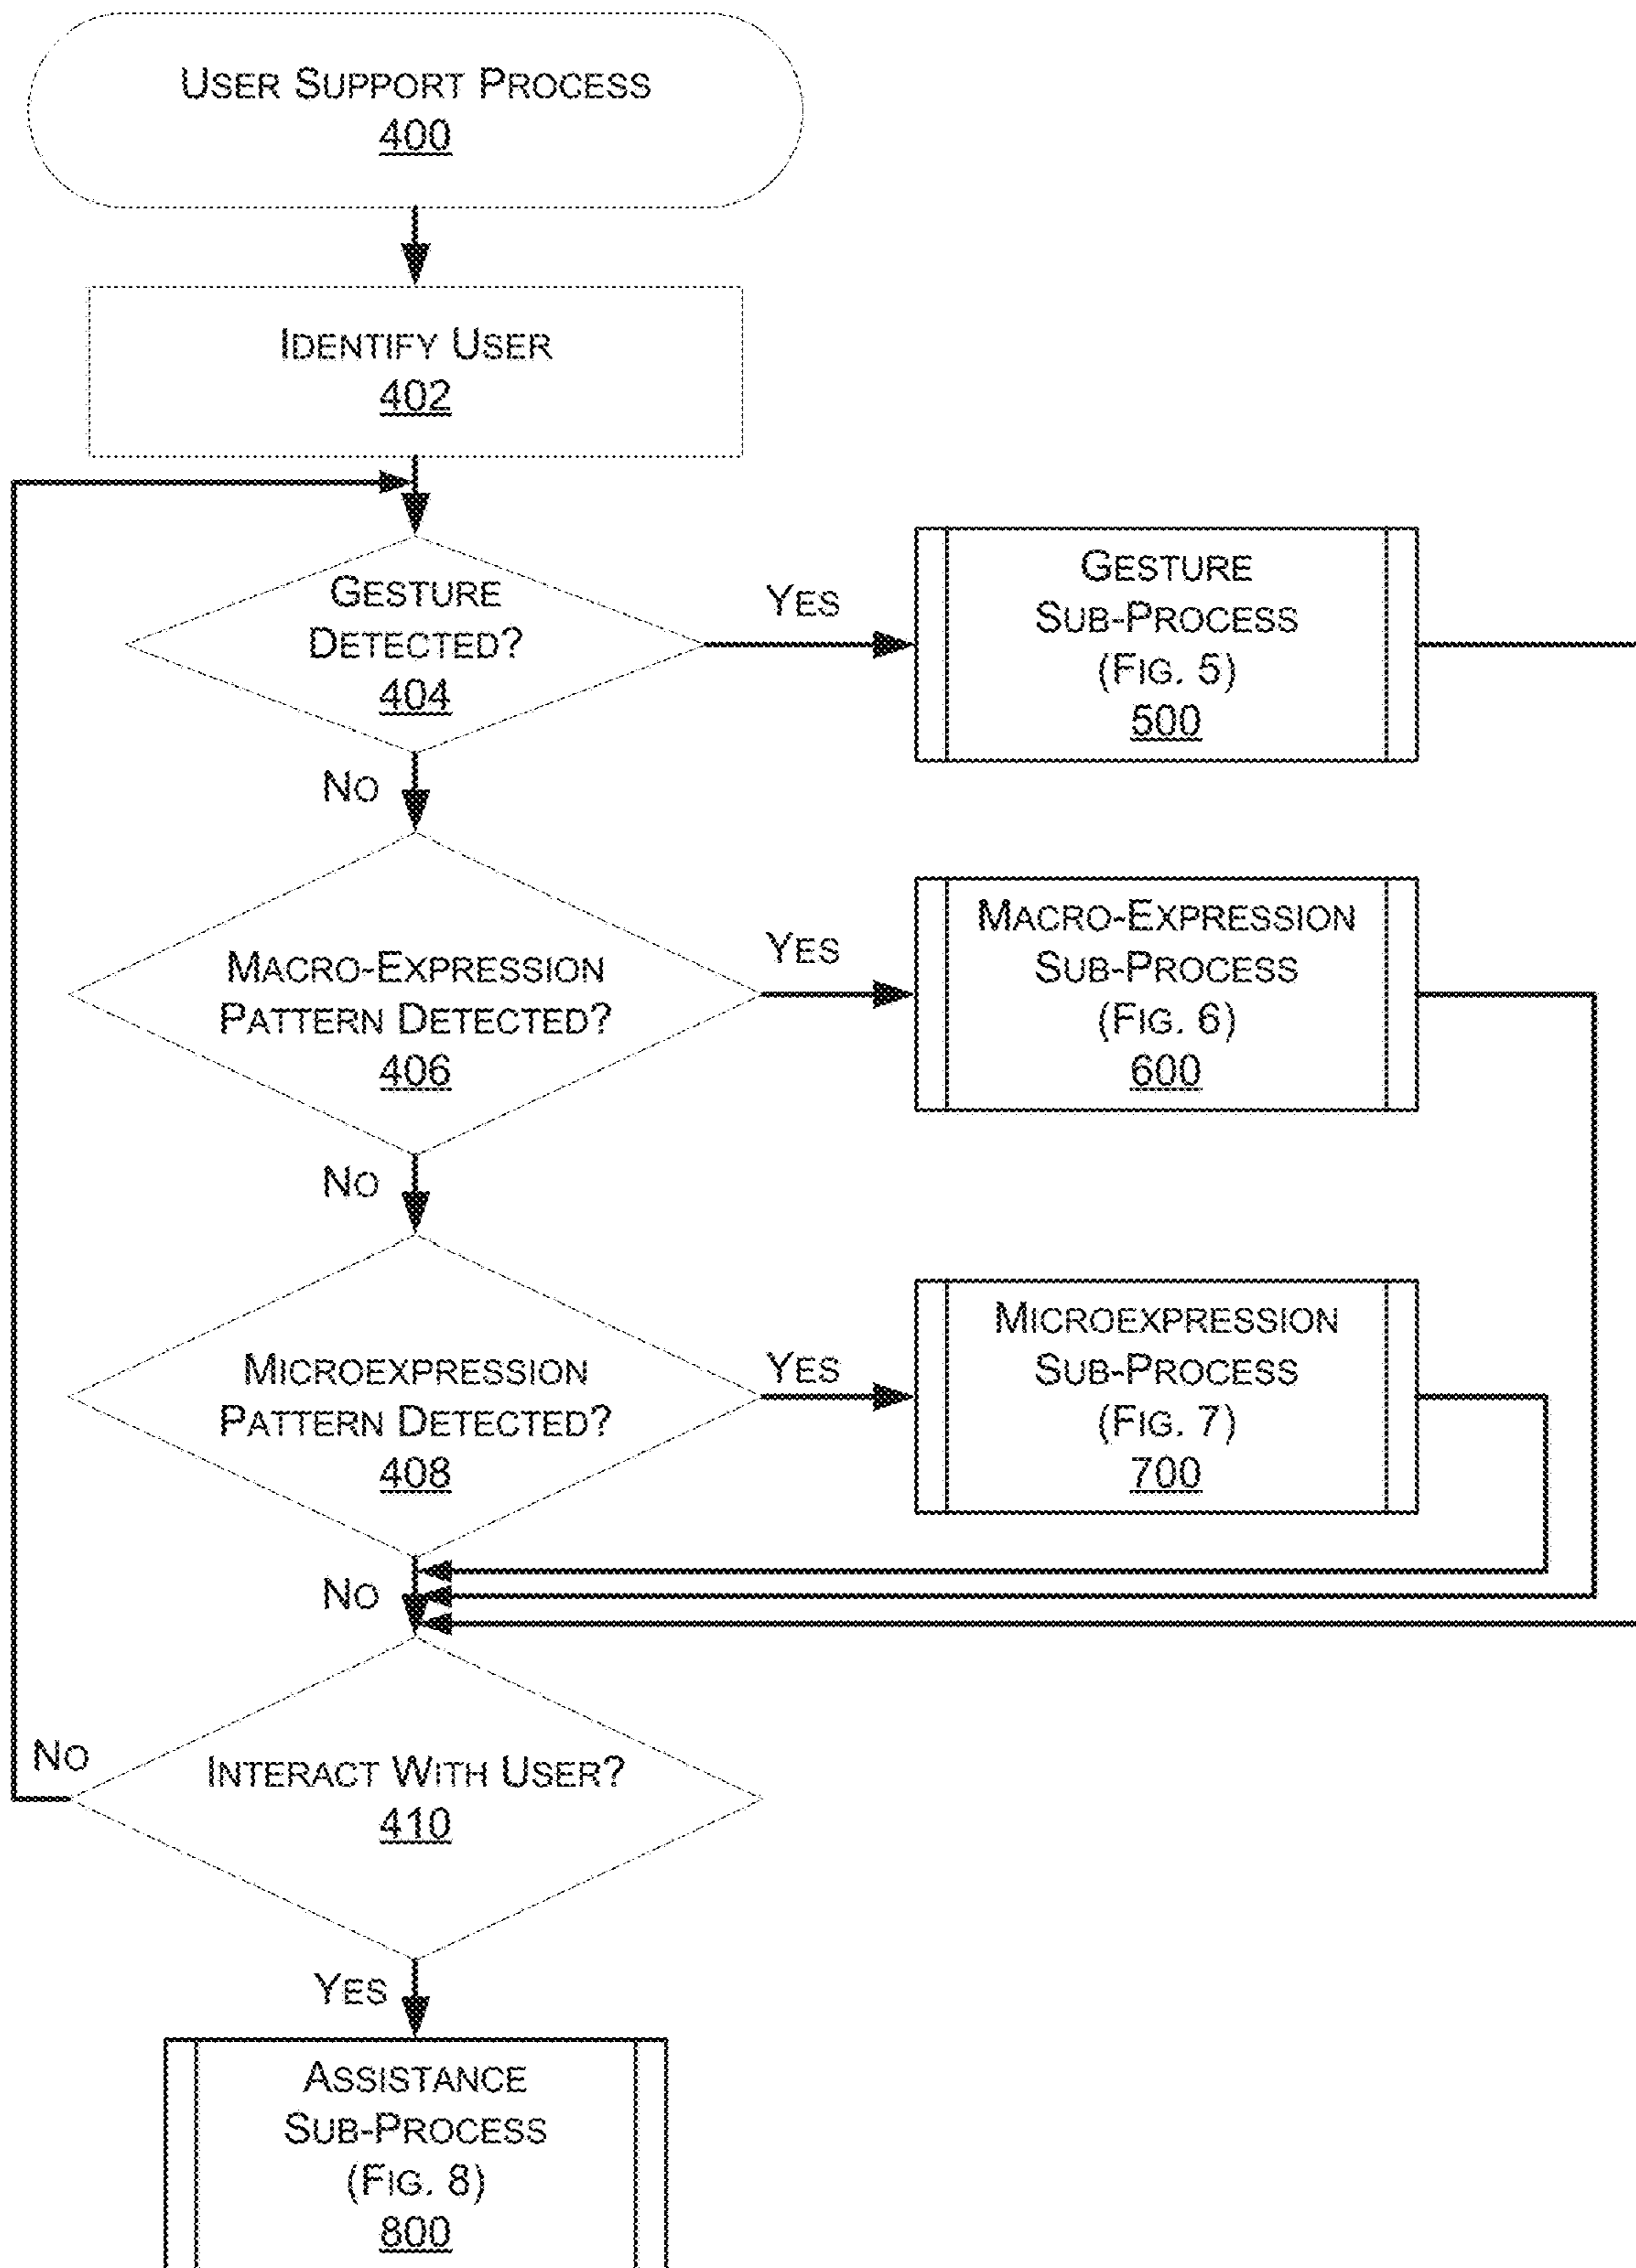 USER SUPPORT PROCESS
400
IDENTIFY USER
402
GESTURE
DETECTED?
404
YES
GESTURE
SUB-PROCESS
(FIG. 5)
500
NO
MACRO-EXPRESSION
PATTERN DETECTED?
406
YES
MACRO-EXPRESSION
SUB-PROCESS
(FIG. 6)
600
NO
MICROEXPRESSION
PATTERN DETECTED?
408
YES
MICROEXPRESSION
SUB-PROCESS
(FIG. 7)
700
NO
INTERACT WITH USER?
410
NO
YES
ASSISTANCE
SUB-PROCESS
(FIG. 8)
800